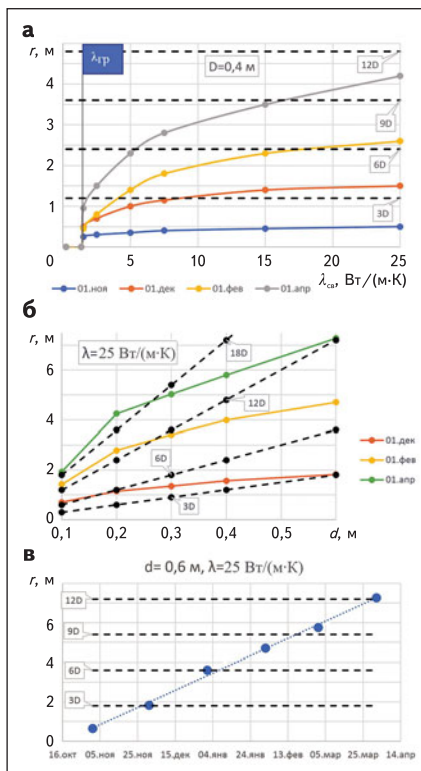 а
r, м
λгр
D=0,4 м
12D
4
9D
3
6D
2
3D
1
0 5 10 15 20 25
λсв, Вт/(м·К)
01.ноя 01.дек 01.фев 01.апр
б
r, м
λ=25 Вт/(м·К)
18D
6
12D
4
6D
01.дек
01.фев
01.апр
2
3D
0
0,1 0,2 0,3 0,4 0,5 d, м
в
d= 0,6 м, λ=25 Вт/(м·К)
r, м
12D
6
9D
4
6D
2
3D
0
16.окт 25.ноя 04.янв 13.фев 25.мар
05.ноя 15.дек 24.янв 05.мар 14.апр